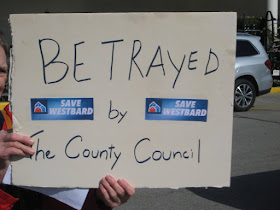 BETRAYED
SAVE WESTBARD by SAVE WESTBARD
The County Council